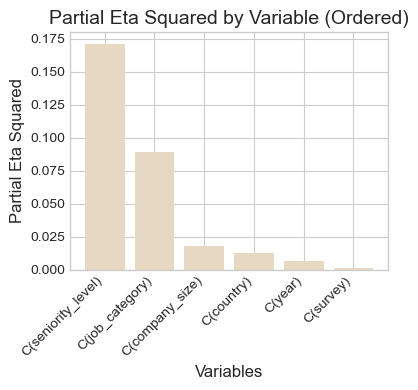 Partial Eta Squared by Variable (Ordered)
Partial Eta Squared
0.175
0.150
0.125
0.100
0.075
0.050
0.025
0.000
C(seniority_level)
C(job_category)
C(company_size)
C(country)
C(year)
C(survey)
Variables